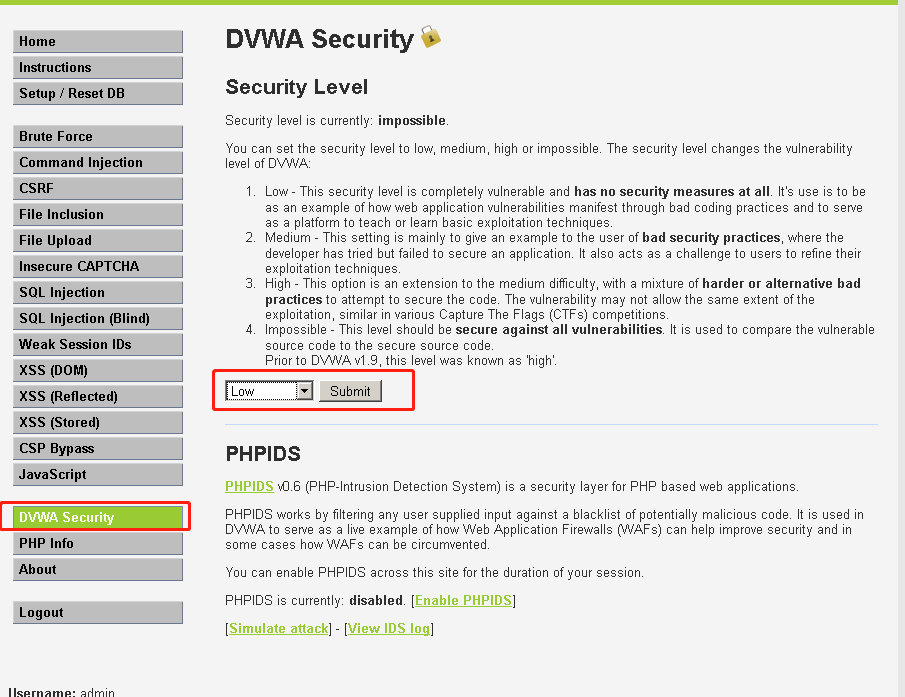 Home
Instructions
Setup / Reset DB
Brute Force
Command Injection
CSRF
File Inclusion
File Upload
Insecure CAPTCHA
SQL Injection
SQL Injection (Blind)
Weak Session IDs
XSS (DOM)
XSS (Reflected)
XSS (Stored)
CSP Bypass
JavaScript
DVWA Security
PHP Info
About
Logout
Username: admin
DVWA Security
Security Level
Security level is currently: impossible.
You can set the security level to low, medium, high or impossible. The security level changes the vulnerability
level of DVWA:
1. Low - This security level is completely vulnerable and has no security measures at all. It's use is to be
as an example of how web application vulnerabilities manifest through bad coding practices and to serve
as a platform to teach or learn basic exploitation techniques.
2. Medium - This setting is mainly to give an example to the user of bad security practices, where the
developer has tried but failed to secure an application. It also acts as a challenge to users to refine their
exploitation techniques.
3. High - This option is an extension to the medium difficulty, with a mixture of harder or alternative bad
practices to attempt to secure the code. The vulnerability may not allow the same extent of the
exploitation, similar in various Capture The Flags (CTFs) competitions.
4. Impossible - This level should be secure against all vulnerabilities. It is used to compare the vulnerable
source code to the secure source code.
Prior to DVWA v1.9, this level was known as 'high'.
Low Submit
PHPIDS
PHPIDS v0.6 (PHP-Intrusion Detection System) is a security layer for PHP based web applications.
PHPIDS works by filtering any user supplied input against a blacklist of potentially malicious code. It is used in
DVWA to serve as a live example of how Web Application Firewalls (WAFs) can help improve security and in
some cases how WAFs can be circumvented.
You can enable PHPIDS across this site for the duration of your session.
PHPIDS is currently: disabled. [Enable PHPIDS]
[Simulate attack] - [View IDS log]